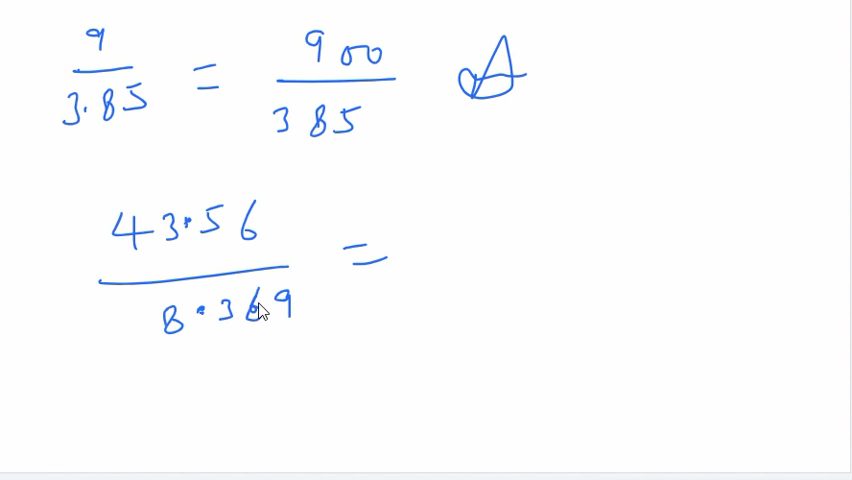 9/3.85 = 900/385 A
43.56/8.369 =